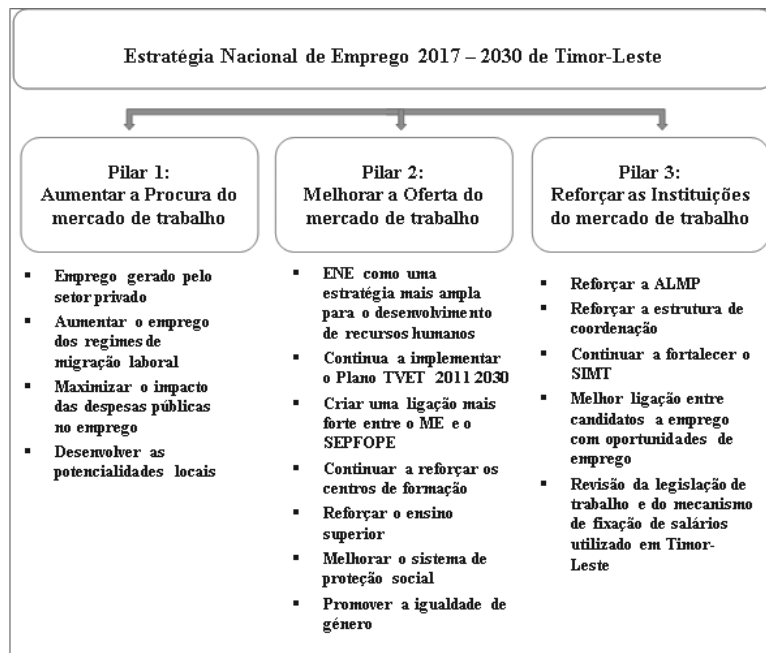 Estratégia Nacional de Emprego 2017 – 2030 de Timor-Leste
Pilar 1:
Aumentar a Procura do
mercado de trabalho
▪ Emprego gerado pelo
setor privado
▪ Aumentar o emprego
dos regimes de
migração laboral
▪ Maximizar o impacto
das despesas públicas
no emprego
▪ Desenvolver as
potencialidades locais
Pilar 2:
Melhorar a Oferta do
mercado de trabalho
▪ ENE como uma
estratégia mais ampla
para o desenvolvimento
de recursos humanos
▪ Continua a implementar
o Plano TVET 2011 2030
▪ Criar uma ligação mais
forte entre o ME e o
SEPFOPE
▪ Continuar a reforçar os
centros de formação
▪ Reforçar o ensino
superior
▪ Melhorar o sistema de
proteção social
▪ Promover a igualdade de
género
Pilar 3:
Reforçar as Instituições
do mercado de trabalho
▪ Reforçar a ALMP
▪ Reforçar a estrutura de
coordenação
▪ Continuar a fortalecer o
SIMT
▪ Melhor ligação entre
candidatos a emprego
com oportunidades de
emprego
▪ Revisão da legislação de
trabalho e do mecanismo
de fixação de salários
utilizado em Timor-
Leste